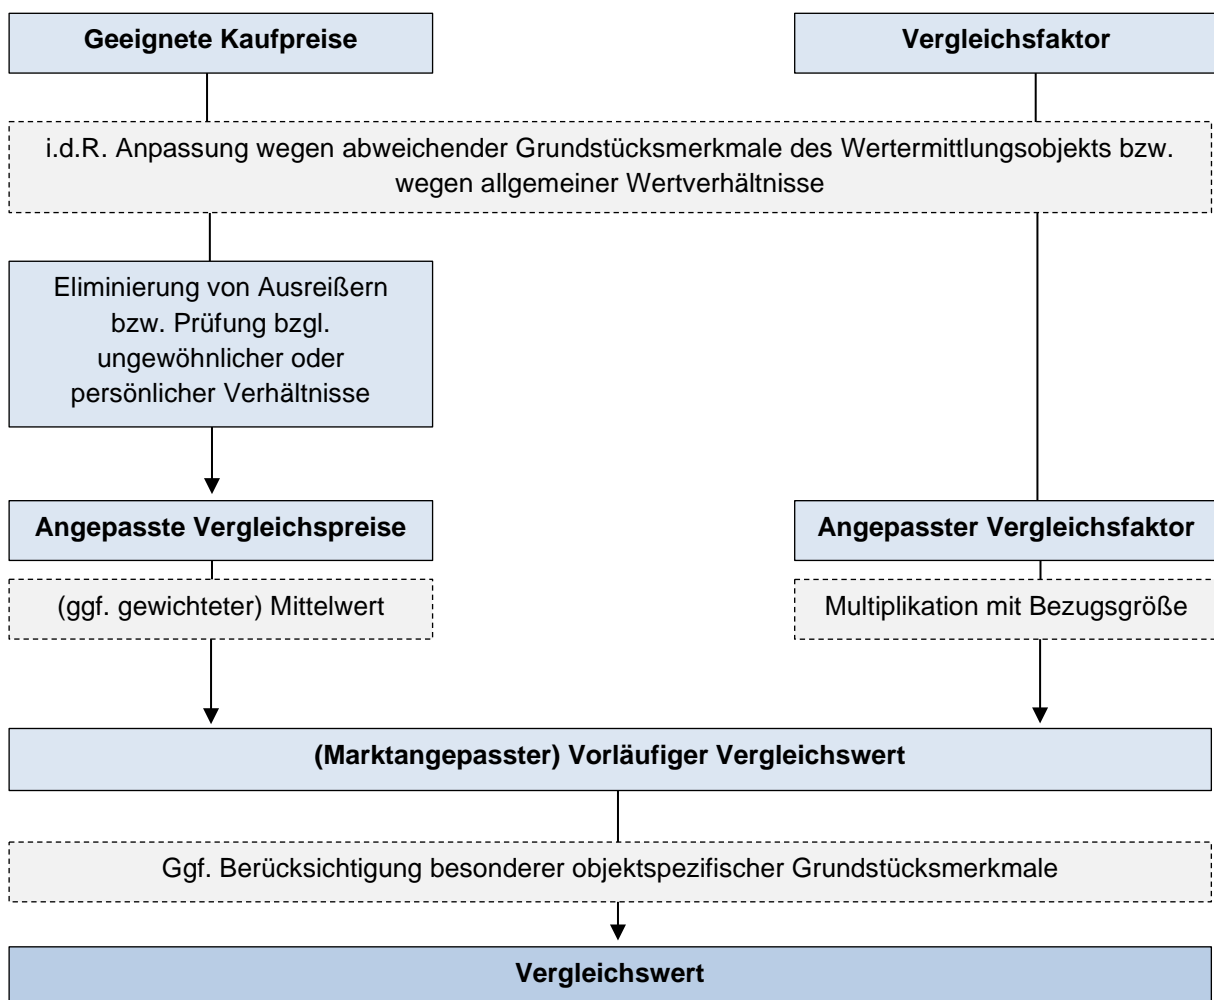 Geeignete Kaufpreise
Vergleichsfaktor
i.d.R. Anpassung wegen abweichender Grundstücksmerkmale des Wertermittlungsobjekts bzw.
wegen allgemeiner Wertverhältnisse
Eliminierung von Ausreißern
bzw. Prüfung bzgl.
ungewöhnlicher oder
persönlicher Verhältnisse
Angepasste Vergleichspreise
Angepasster Vergleichsfaktor
(ggf. gewichteter) Mittelwert
Multiplikation mit Bezugsgröße
(Marktangepasster) Vorläufiger Vergleichswert
Ggf. Berücksichtigung besonderer objektspezifischer Grundstücksmerkmale
Vergleichswert